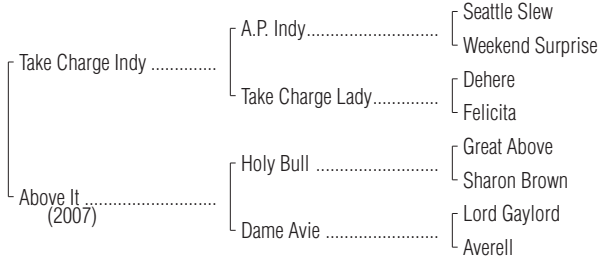 Seattle Slew
A.P. Indy..............................
Weekend Surprise
Take Charge Indy ..............
Dehere
Take Charge Lady..............
Felicita
Great Above
Holy Bull ............................
Sharon Brown
Above It ............................
(2007)
Lord Gaylord
Dame Avie ..........................
Averell